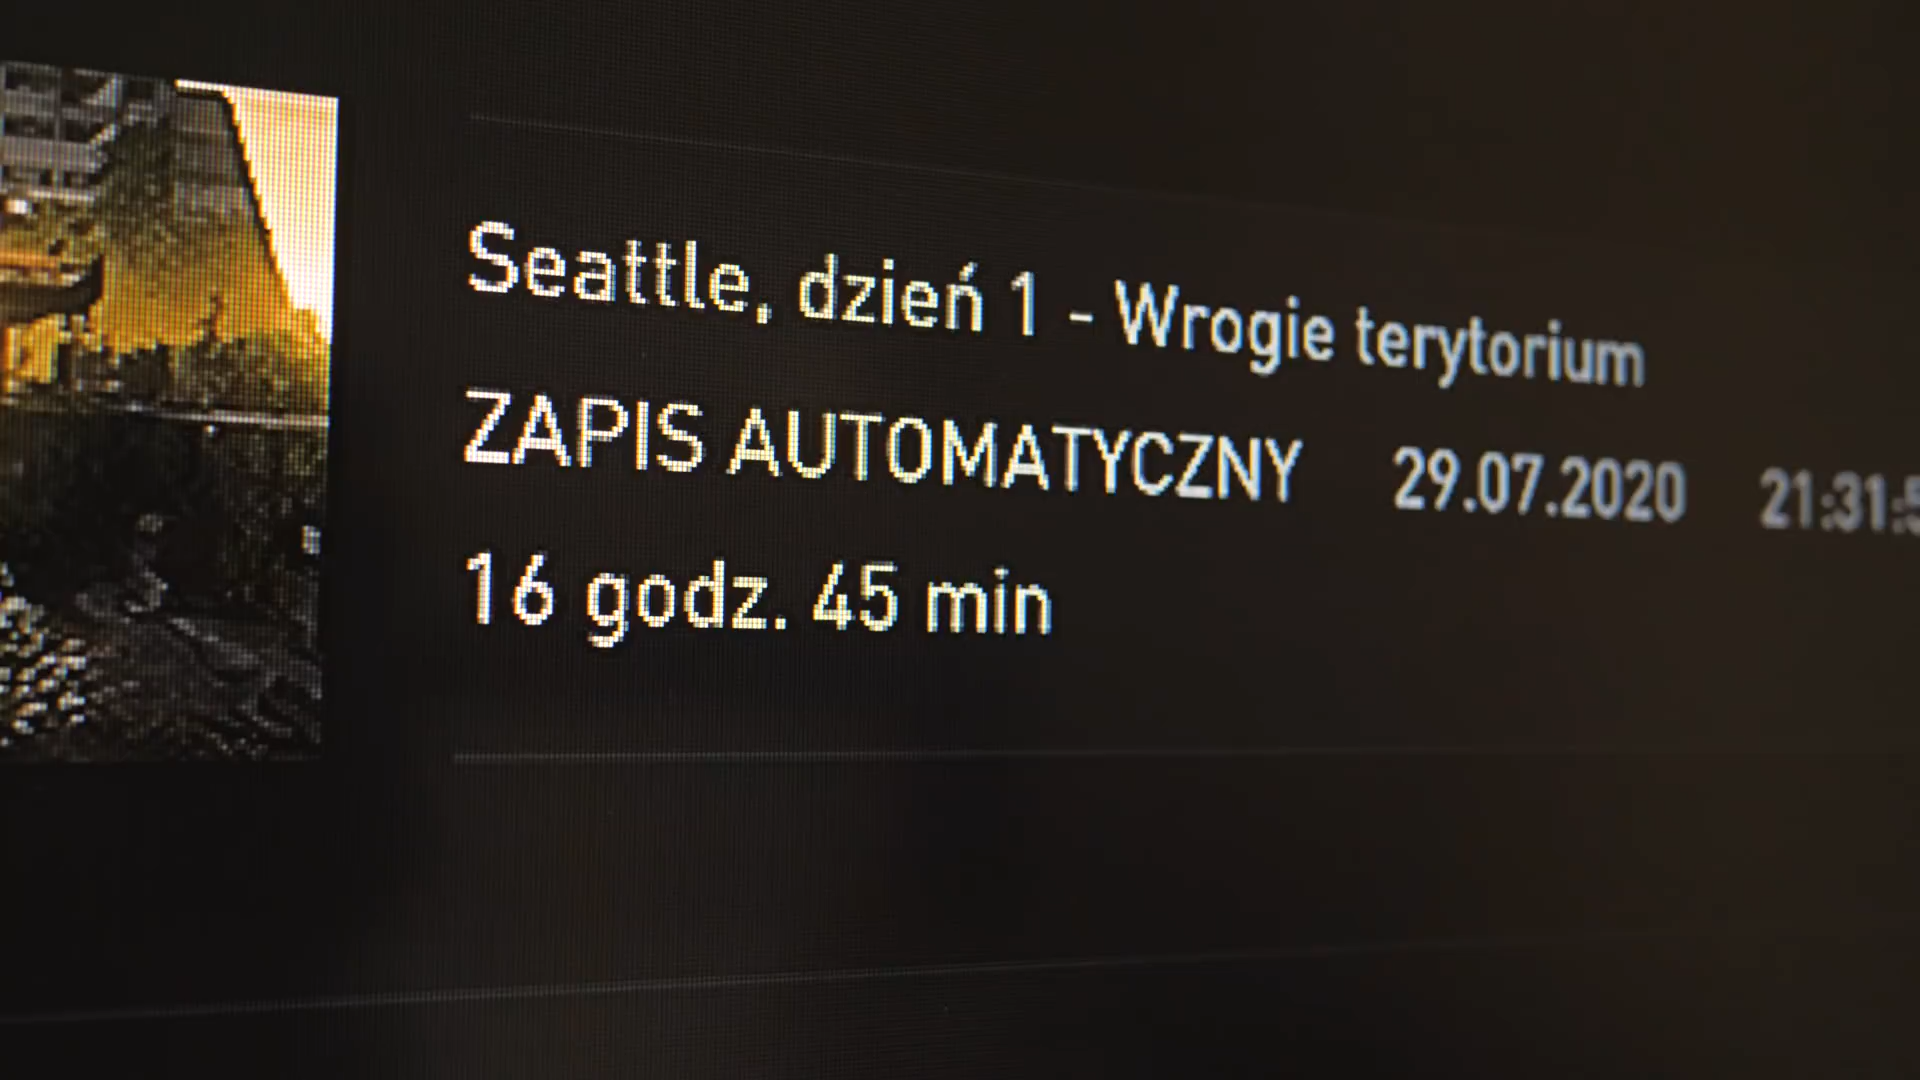 Seattle, dzień 1 - Wrogie terytorium
ZAPIS AUTOMATYCZNY 29.07.2020
16 godz. 45 min